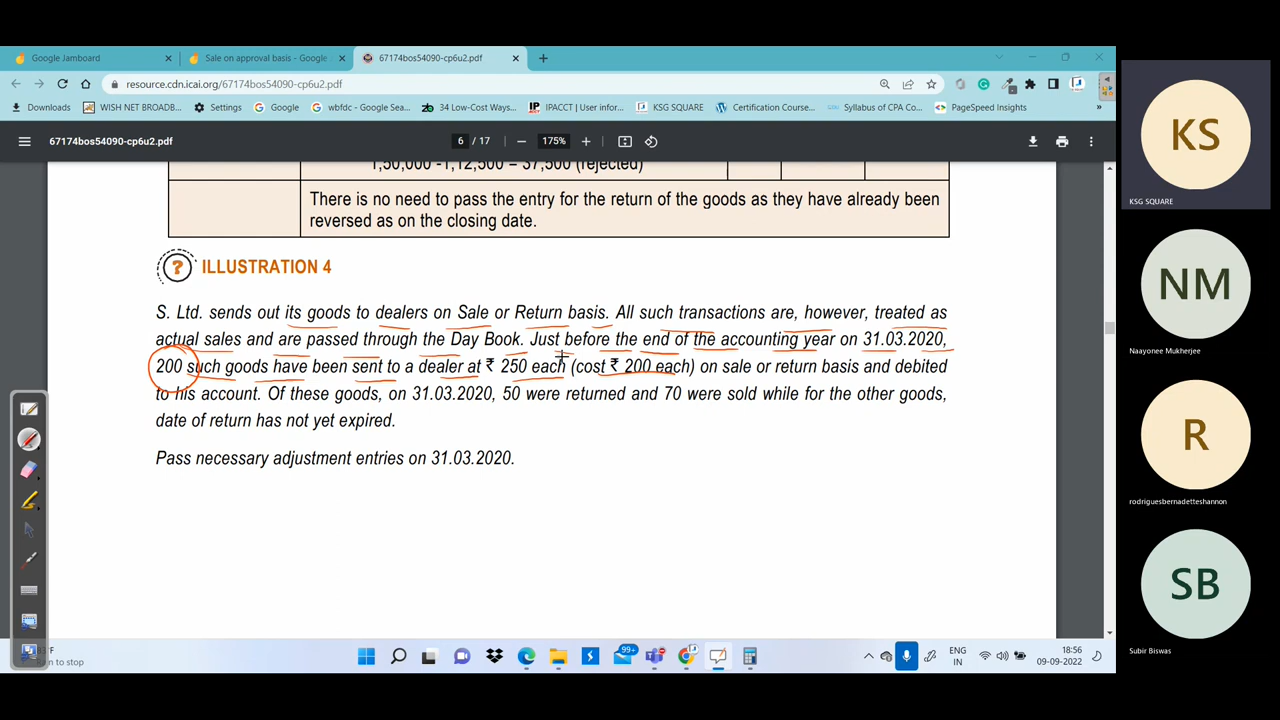 Google Jamboard
Sale on approval basis - Google
67174bos54090-cp6u2.pdf
resource.cdn.icai.org/67174bos54090-cp6u2.pdf
Downloads WISH NET BROADB... Settings Google wbfdc - Google Sea... 34 Low-Cost Ways... IPACCT | User infor... KSG SQUARE Certification Course... Syllabus of CPA Co... PageSpeed Insights
67174bos54090-cp6u2.pdf 6 / 17 175%
1,50,000 -1,12,500 = 37,500 (rejected)
There is no need to pass the entry for the return of the goods as they have already been
reversed as on the closing date.
? ILLUSTRATION 4
S. Ltd. sends out its goods to dealers on Sale or Return basis. All such transactions are, however, treated as
actual sales and are passed through the Day Book. Just before the end of the accounting year on 31.03.2020,
200 such goods have been sent to a dealer at ₹ 250 each (cost ₹ 200 each) on sale or return basis and debited
to his account. Of these goods, on 31.03.2020, 50 were returned and 70 were sold while for the other goods,
date of return has not yet expired.
Pass necessary adjustment entries on 31.03.2020.
KS
KSG SQUARE
NM
Naayonee Mukherjee
R
rodriguesbernadetteshannon
SB
Subir Biswas
to stop
99+
ENG
IN
18:56
09-09-2022